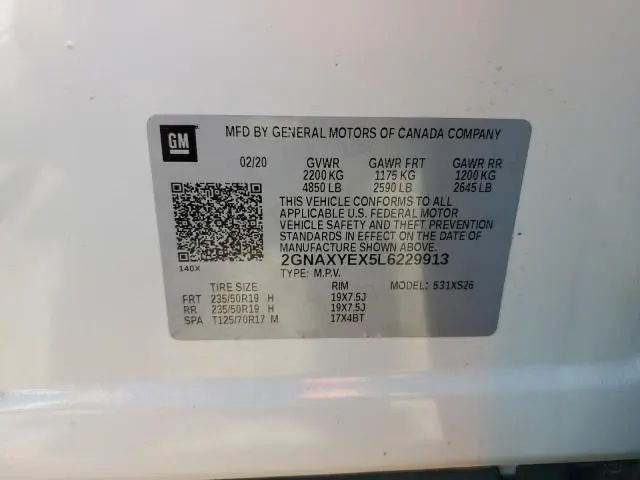 GM
MFD BY GENERAL MOTORS OF CANADA COMPANY
02/20 GVWR GAWR FRT GAWR RR
2200 KG 1175 KG 1200 KG
4850 LB 2590 LB 2645 LB
THIS VEHICLE CONFORMS TO ALL
APPLICABLE U.S. FEDERAL MOTOR
VEHICLE SAFETY AND THEFT PREVENTION
STANDARDS IN EFFECT ON THE DATE OF
MANUFACTURE SHOWN ABOVE.
2GNAXYEX5L6229913
140X
TYPE: M.P.V. MODEL: 531XS26
TIRE SIZE RIM
FRT 235/50R19 H 19X7.5J
RR 235/50R19 H 19X7.5J
SPA T125/70R17 M 17X4BT